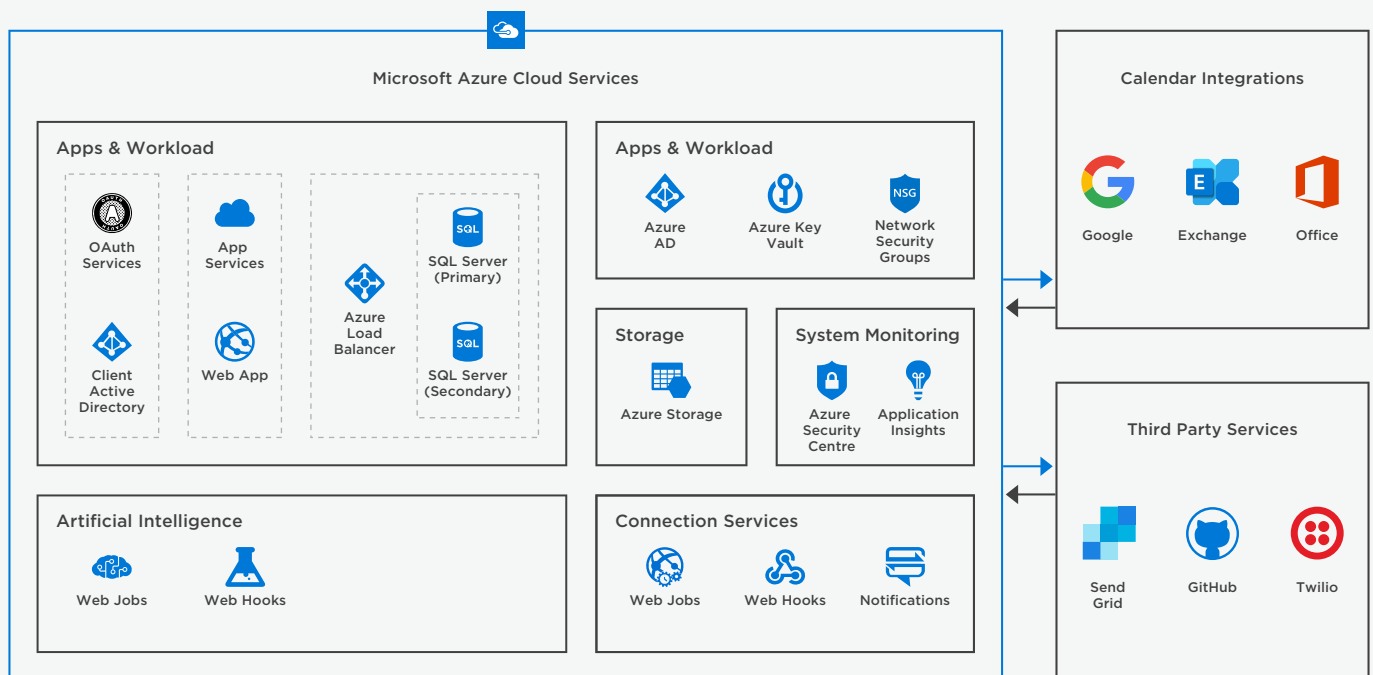 Microsoft Azure Cloud Services
Apps & Workload
OAuth
Services
Client
Active
Directory
App
Services
Web App
Azure
Load
Balancer
SQL
SQL Server
(Primary)
SQL
SQL Server
(Secondary)
Apps & Workload
Azure
AD
Azure Key
Vault
NSG
Network
Security
Groups
Storage
Azure Storage
System Monitoring
Azure
Security
Centre
Application
Insights
Artificial Intelligence
Web Jobs
Web Hooks
Connection Services
Web Jobs
Web Hooks
Notifications
Calendar Integrations
Google
E
Exchange
Office
Third Party Services
Send
Grid
GitHub
Twilio